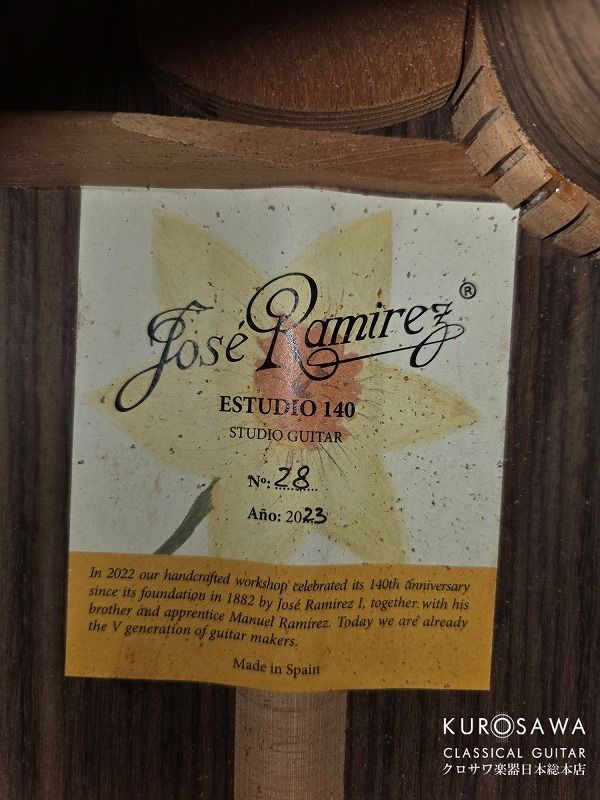 José Ramirez®
ESTUDIO 140
STUDIO GUITAR
Nº: 28
Año: 2023
In 2022 our handcrafted workshop celebrated its 140th anniversary
since its foundation in 1882 by José Ramírez I, together with his
brother and apprentice Manuel Ramírez. Today we are already
the V generation of guitar makers.
Made in Spain
KUROSAWA
CLASSICAL GUITAR
クロサワ楽器日本総本店